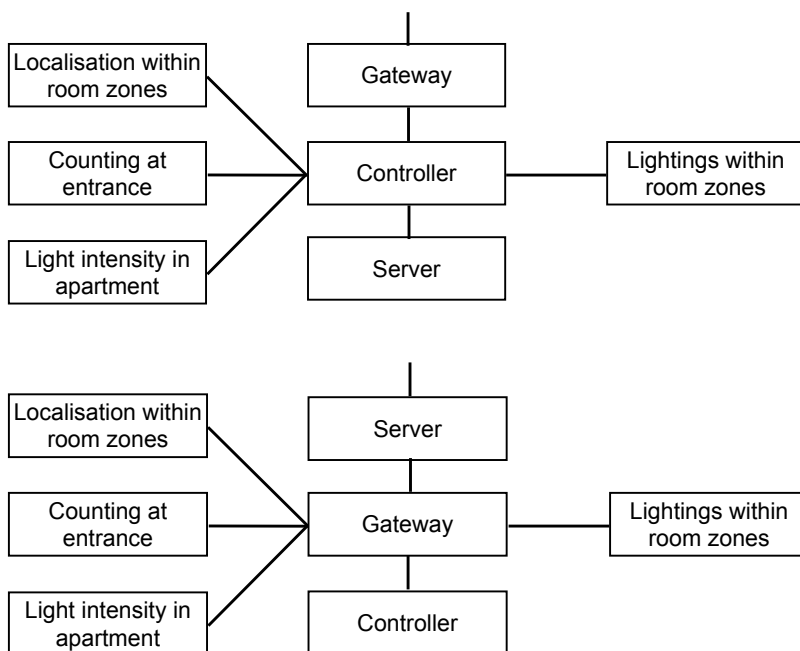 Localisation within
room zones
Gateway
Counting at
entrance
Controller
Lightings within
room zones
Light intensity in
apartment
Server
Localisation within
room zones
Server
Counting at
entrance
Gateway
Lightings within
room zones
Light intensity in
apartment
Controller